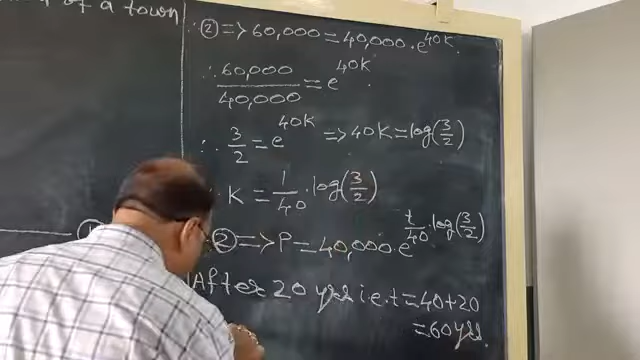 of a town
∴ ② => 60,000 = 40,000 · e^40K
∴ 60,000/40,000 = e^40K
∴ 3/2 = e^40K => 40K = log(3/2)
∴ K = 1/40 · log(3/2)
② => P = 40,000 · e^(t/40 · log(3/2))
After 20 yrs i.e. t = 40+20
= 60 yrs.